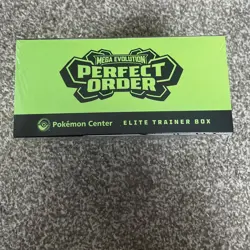 MEGA EVOLUTION
PERFECT
ORDER
Pokémon Center ELITE TRAINER BOX